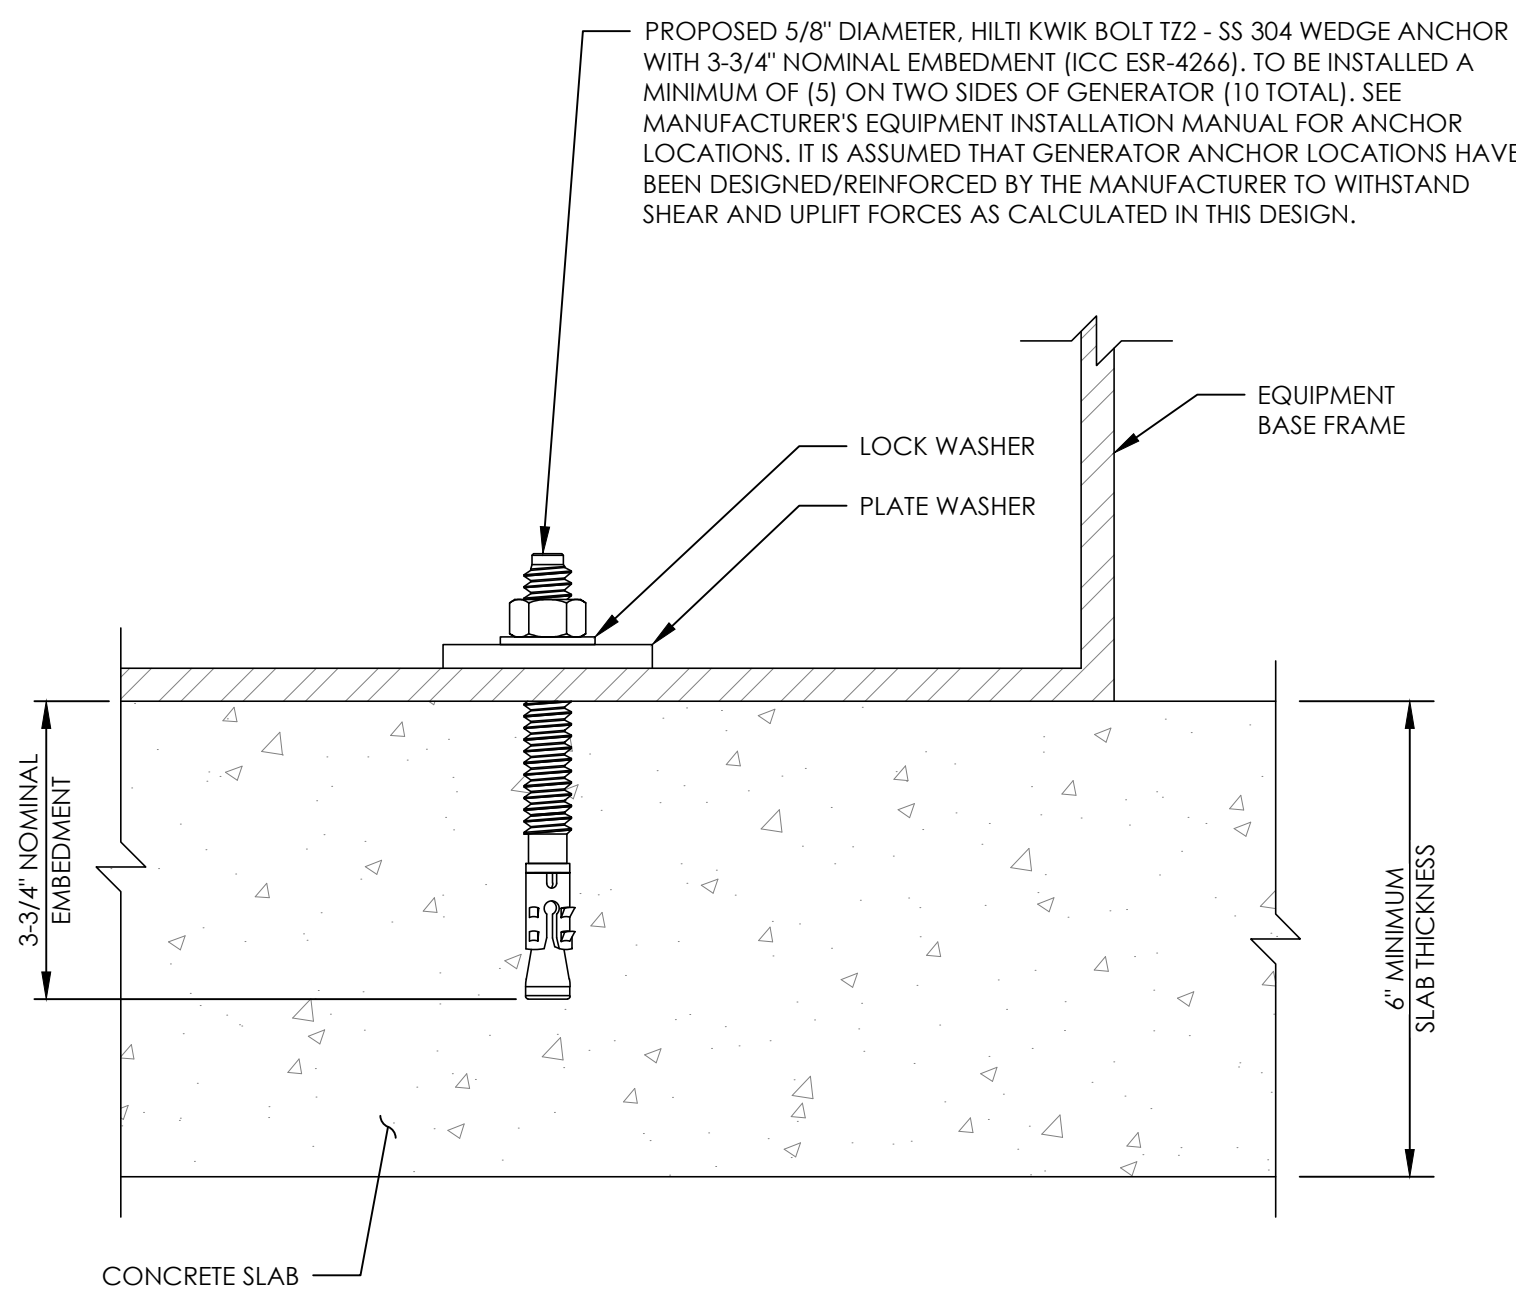 PROPOSED 5/8" DIAMETER, HILTI KWIK BOLT TZ2 - SS 304 WEDGE ANCHOR
WITH 3-3/4" NOMINAL EMBEDMENT (ICC ESR-4266). TO BE INSTALLED A
MINIMUM OF (5) ON TWO SIDES OF GENERATOR (10 TOTAL). SEE
MANUFACTURER'S EQUIPMENT INSTALLATION MANUAL FOR ANCHOR
LOCATIONS. IT IS ASSUMED THAT GENERATOR ANCHOR LOCATIONS HAVE
BEEN DESIGNED/REINFORCED BY THE MANUFACTURER TO WITHSTAND
SHEAR AND UPLIFT FORCES AS CALCULATED IN THIS DESIGN.
EQUIPMENT
BASE FRAME
LOCK WASHER
PLATE WASHER
3-3/4" NOMINAL
EMBEDMENT
6" MINIMUM
SLAB THICKNESS
CONCRETE SLAB